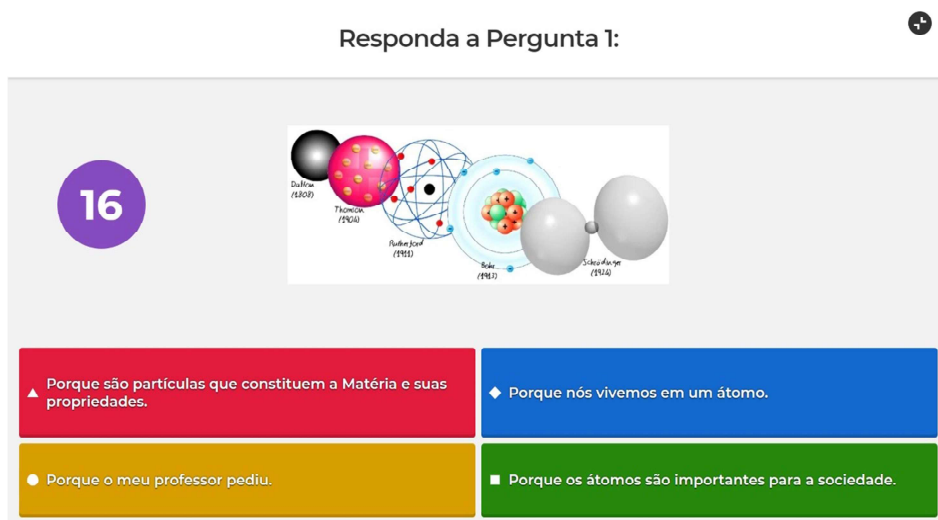 Responda a Pergunta 1:
16
Dalton
(1808)
Thomson
(1904)
Rutherford
(1911)
Bohr
(1913)
Schrödinger
(1926)
Porque são partículas que constituem a Matéria e suas
propriedades.
Porque nós vivemos em um átomo.
Porque o meu professor pediu.
Porque os átomos são importantes para a sociedade.